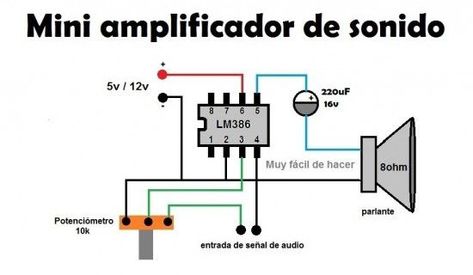 Mini amplificador de sonido
+
5v / 12v
-
220uF
16v
8 7 6 5
LM386
1 2 3 4
Muy fácil de hacer
8ohm
parlante
Potenciómetro
10k
entrada de señal de audio